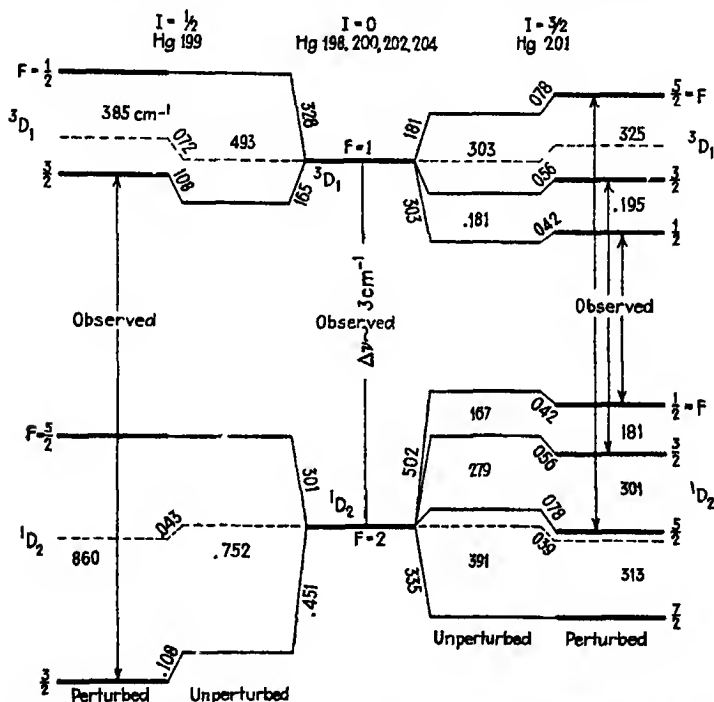 I = ½ I=0 I= 3/2
Hg 199 Hg 198, 200, 202, 204 Hg 201
F = 1/2
5/2 = F
328
181
078
³D₁ 385 cm⁻¹ 072 493
F=1
303 325 ³D₁
3/2 108 165
³D₁
303
056 3/2
.181 .195
042 1/2
Observed Observed Observed
Δν~ 3cm⁻¹
042 1/2 = F
167 181
F=5/2
056 3/2
502
279 301
301
¹D₂ ¹D₂
078
¹D₂ 043
860 .752
F=2
039 5/2
391 313
.451
335
7/2
Unperturbed Perturbed
.108
3/2 Perturbed Unperturbed